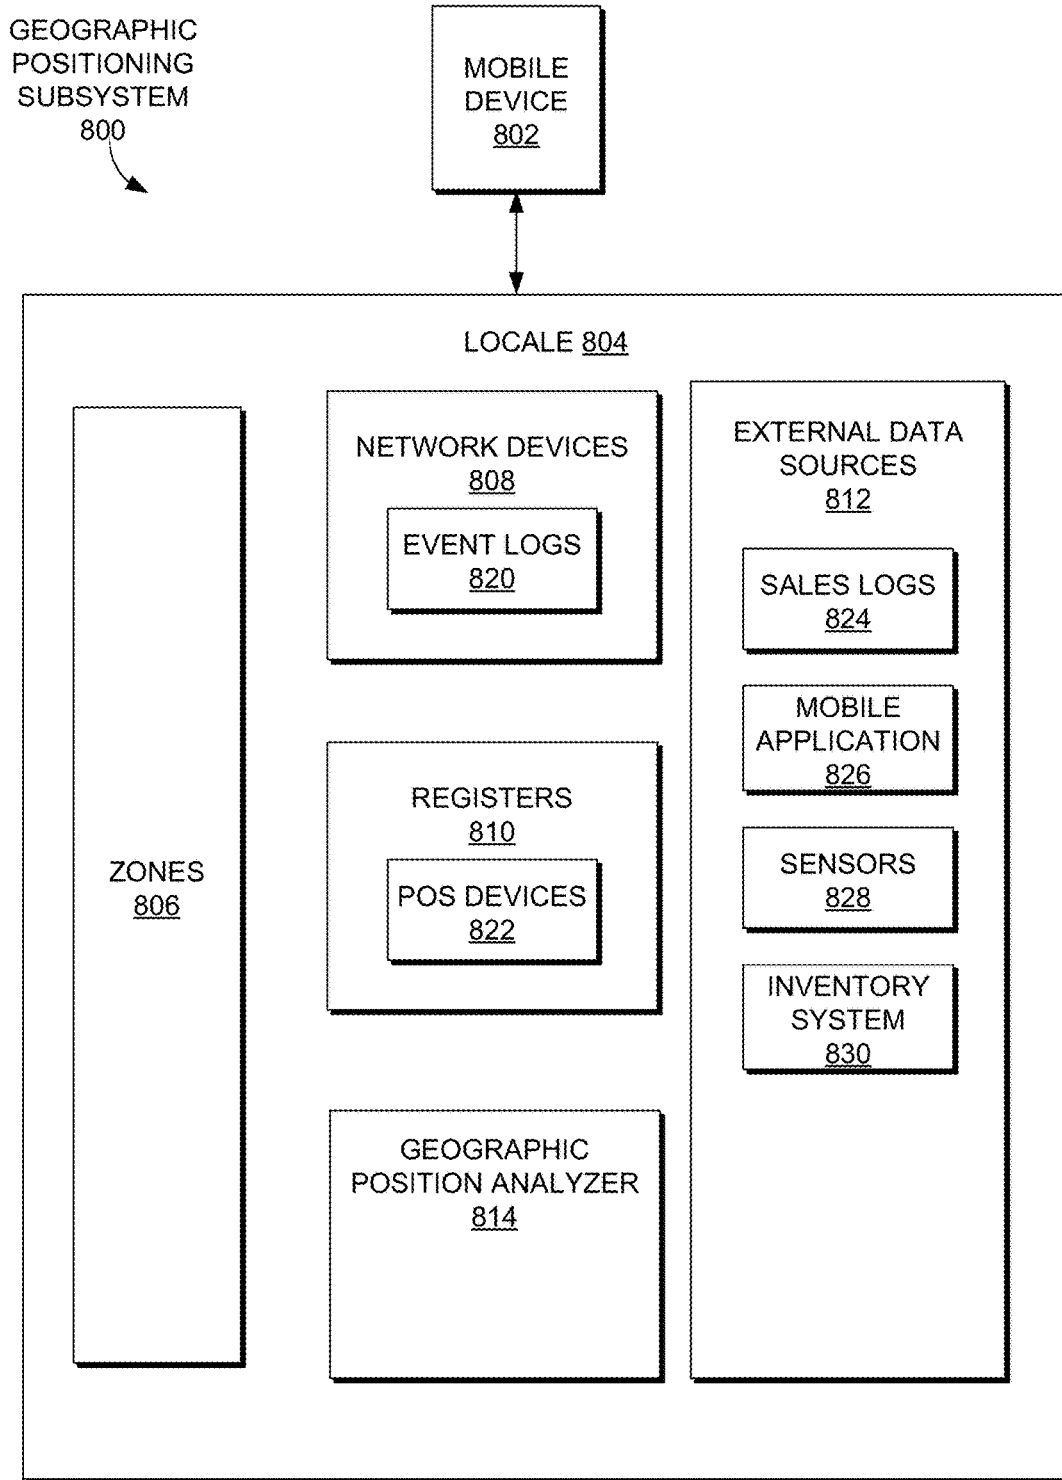 GEOGRAPHIC
POSITIONING
SUBSYSTEM
800
MOBILE
DEVICE
802
LOCALE 804
ZONES
806
NETWORK DEVICES
808
EVENT LOGS
820
REGISTERS
810
POS DEVICES
822
GEOGRAPHIC
POSITION ANALYZER
814
EXTERNAL DATA
SOURCES
812
SALES LOGS
824
MOBILE
APPLICATION
826
SENSORS
828
INVENTORY
SYSTEM
830